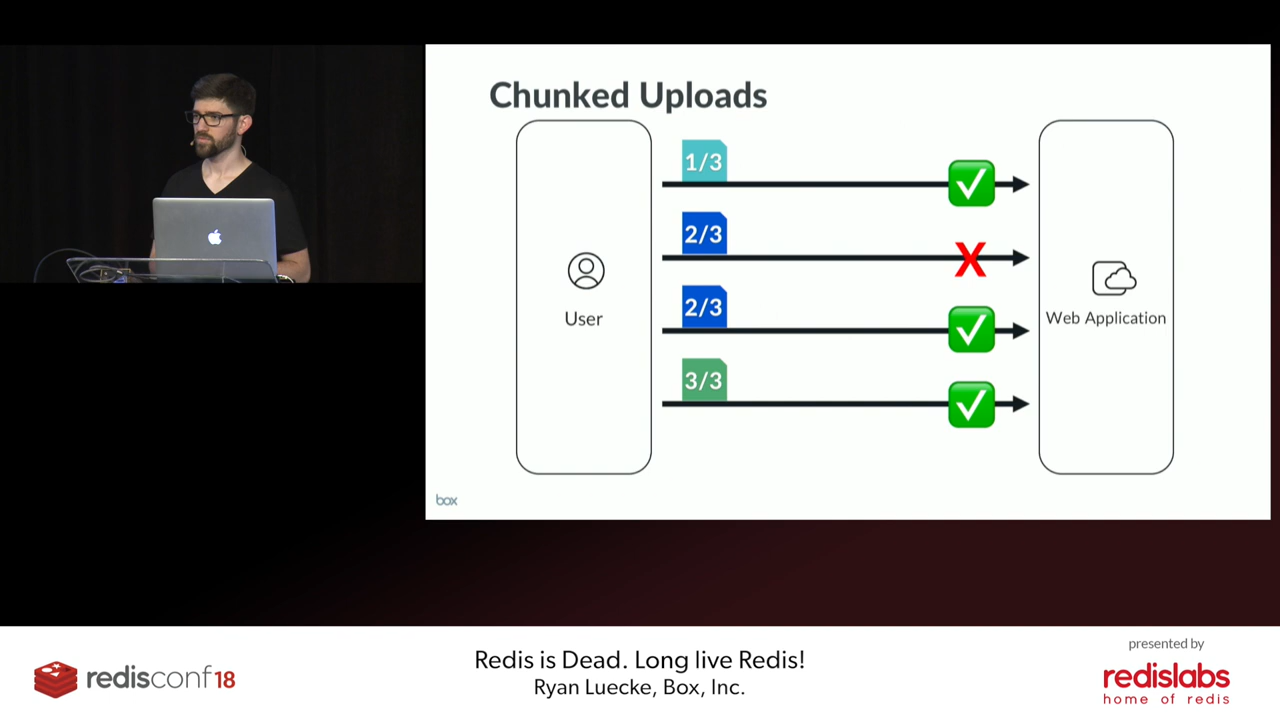 Chunked Uploads
1/3
2/3
2/3
3/3
User
Web Application
box
redisconf18
Redis is Dead. Long live Redis!
Ryan Luecke, Box, Inc.
presented by
redislabs
home of redis